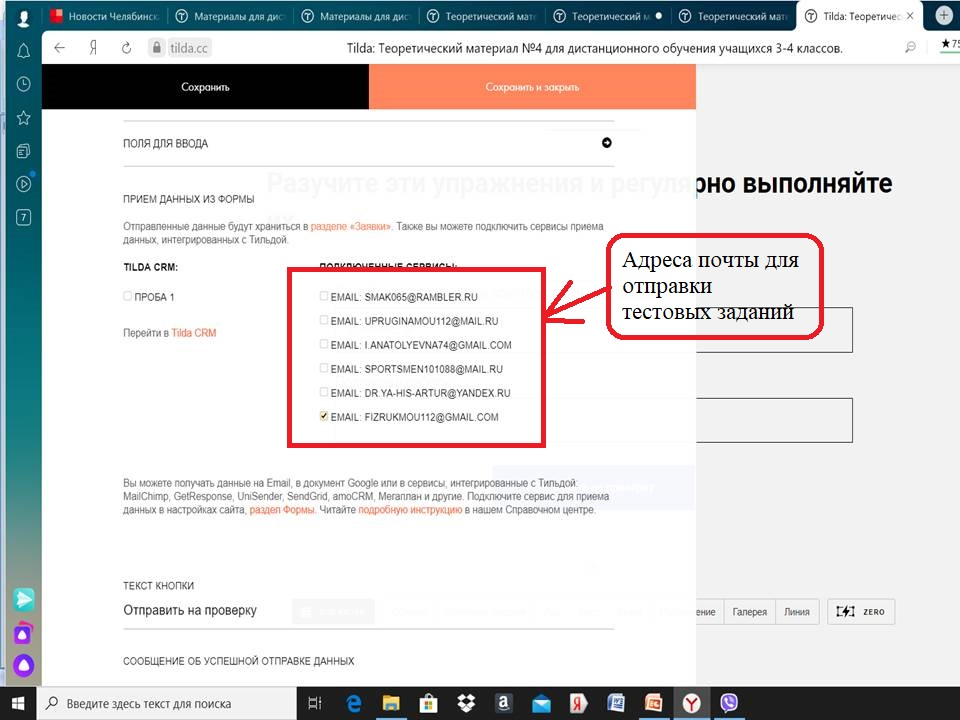 Новости Челябинск
Материалы для дис
Материалы для дис
Теоретический мат
Теоретический м
Теоретический мат
Tilda: Теоретичес
tilda.cc
Tilda: Теоретический материал №4 для дистанционного обучения учащихся 3-4 классов.
★75
Сохранить
Сохранить и закрыть
ПОЛЯ ДЛЯ ВВОДА
Разучите эти упражнения и регулярно выполняйте
их
ПРИЕМ ДАННЫХ ИЗ ФОРМЫ
Отправленные данные будут храниться в разделе «Заявки». Также вы можете подключить сервисы приема
данных, интегрированных с Тильдой.
TILDA CRM:
ПОДКЛЮЧЕННЫЕ СЕРВИСЫ:
ПРОБА 1
Перейти в Tilda CRM
EMAIL: SMAK065@RAMBLER.RU
EMAIL: UPRUGINAMOU112@MAIL.RU
EMAIL: I.ANATOLYEVNA74@GMAIL.COM
EMAIL: SPORTSMEN101088@MAIL.RU
EMAIL: DR.YA-HIS-ARTUR@YANDEX.RU
EMAIL: FIZRUKMOU112@GMAIL.COM
Адреса почты для
отправки
тестовых заданий
Вы можете получать данные на Email, в документ Google или в сервисы, интегрированные с Тильдой:
MailChimp, GetResponse, UniSender, SendGrid, amoCRM, Мегаплан и другие. Подключите сервис для приема
данных в настройках сайта, раздел Формы. Читайте подробную инструкцию в нашем Справочном центре.
ТЕКСТ КНОПКИ
Отправить на проверку
Галерея
Линия
ZERO
СООБЩЕНИЕ ОБ УСПЕШНОЙ ОТПРАВКЕ ДАННЫХ
7
Введите здесь текст для поиска